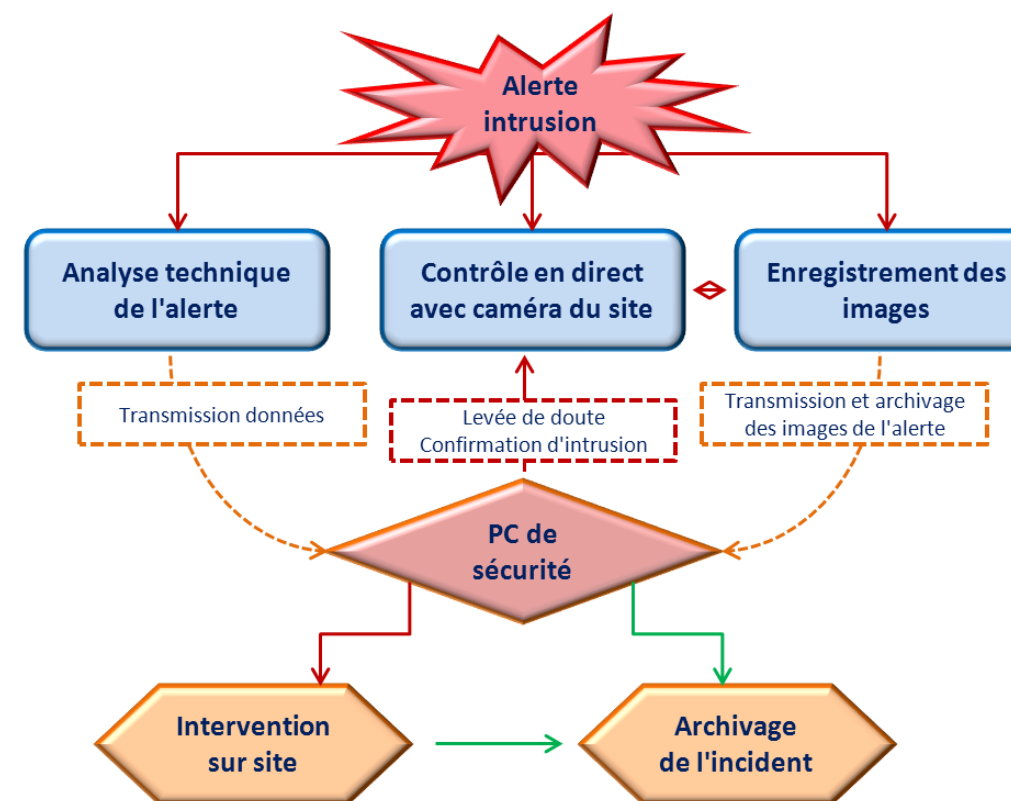 Alerte
intrusion
Analyse technique
de l'alerte
Contrôle en direct
avec caméra du site
Enregistrement des
images
Transmission données
Levée de doute
Confirmation d'intrusion
Transmission et archivage
des images de l'alerte
PC de
sécurité
Intervention
sur site
Archivage
de l'incident